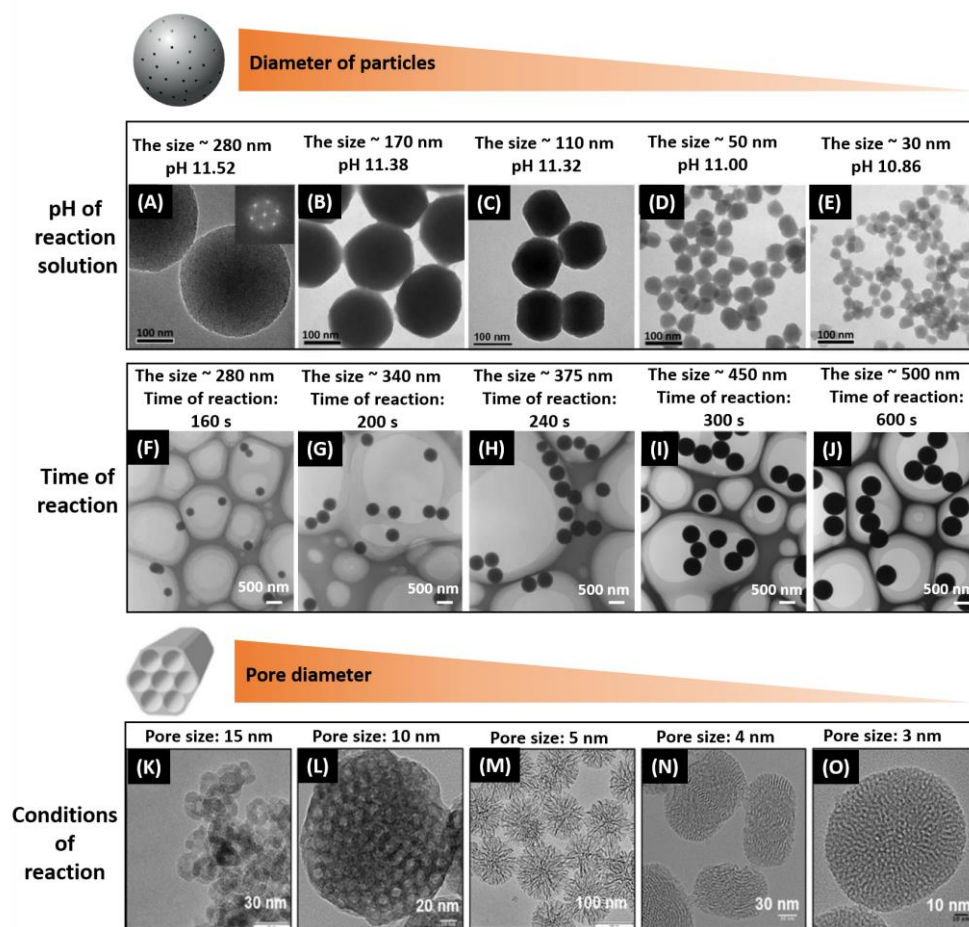 Diameter of particles
pH of
reaction
solution
The size ~ 280 nm
pH 11.52
The size ~ 170 nm
pH 11.38
The size ~ 110 nm
pH 11.32
The size ~ 50 nm
pH 11.00
The size ~ 30 nm
pH 10.86
(A)
(B)
(C)
(D)
(E)
100 nm
100 nm
100 nm
100 nm
100 nm
Time of
reaction
The size ~ 280 nm
Time of reaction:
160 s
The size ~ 340 nm
Time of reaction:
200 s
The size ~ 375 nm
Time of reaction:
240 s
The size ~ 450 nm
Time of reaction:
300 s
The size ~ 500 nm
Time of reaction:
600 s
(F)
(G)
(H)
(I)
(J)
500 nm
500 nm
500 nm
500 nm
500 nm
Pore diameter
Conditions
of
reaction
Pore size: 15 nm
Pore size: 10 nm
Pore size: 5 nm
Pore size: 4 nm
Pore size: 3 nm
(K)
(L)
(M)
(N)
(O)
30 nm
20 nm
100 nm
30 nm
10 nm